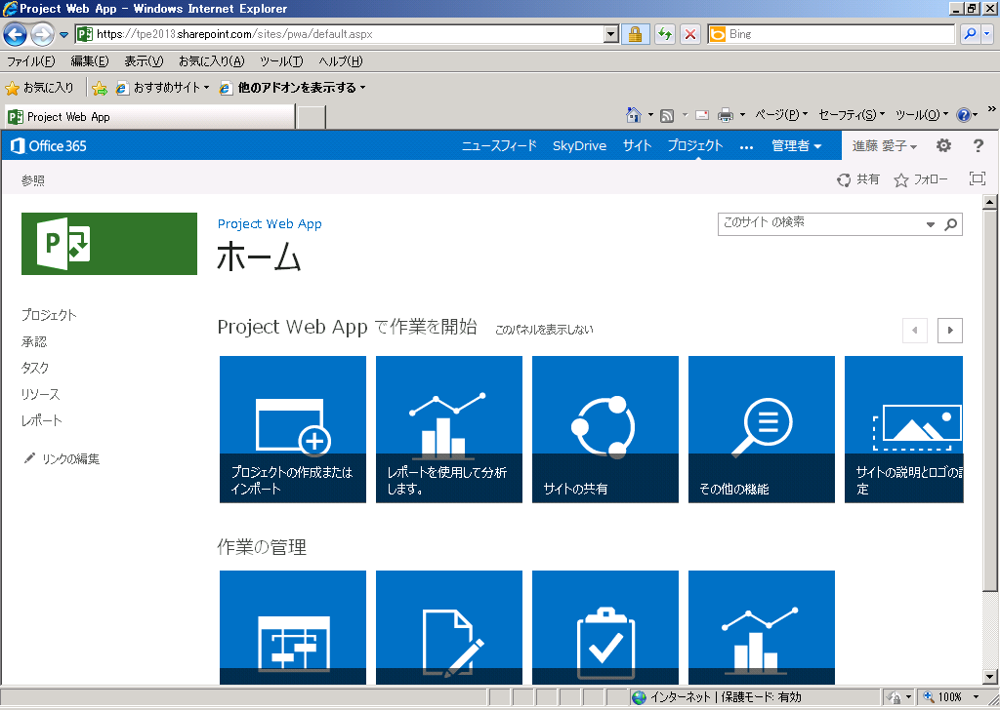 Project Web App - Windows Internet Explorer
https://tpe2013.sharepoint.com/sites/pwa/default.aspx
Bing
ファイル(F) 編集(E) 表示(V) お気に入り(A) ツール(T) ヘルプ(H)
お気に入り おすすめサイト 他のアドオンを表示する
Project Web App
ページ(P) セーフティ(S) ツール(O) »
Office 365 ニュースフィード SkyDrive サイト プロジェクト ... 管理者 進藤 愛子 ?
参照 共有 フォロー
P
Project Web App
このサイト の検索
ホーム
プロジェクト
承認
タスク
リソース
レポート
リンクの編集
Project Web App で作業を開始 このパネルを表示しない
プロジェクトの作成または
インポート
レポートを使用して分析
します。
サイトの共有
その他の機能
サイトの説明とロゴの設
定
作業の管理
インターネット | 保護モード: 有効 100%